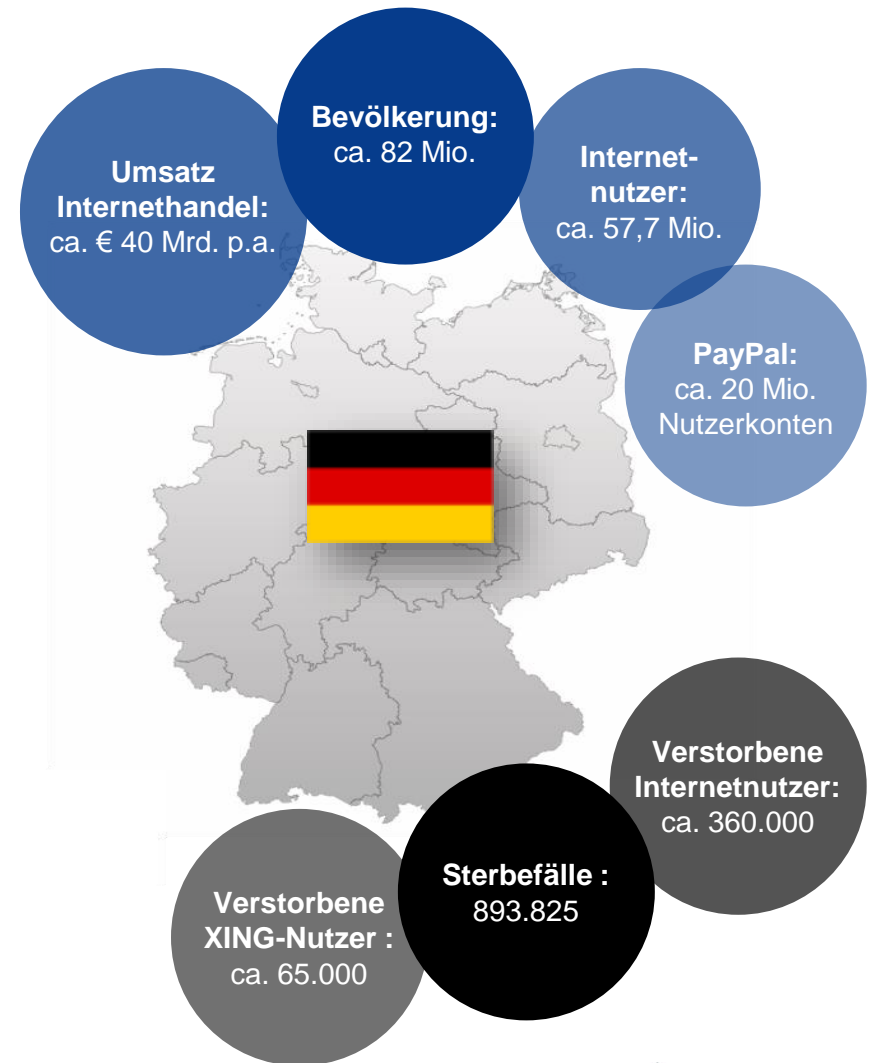 Bevölkerung:
ca. 82 Mio.
Umsatz
Internethandel:
ca. € 40 Mrd. p.a.
Internet-
nutzer:
ca. 57,7 Mio.
PayPal:
ca. 20 Mio.
Nutzerkonten
Verstorbene
Internetnutzer:
ca. 360.000
Sterbefälle :
893.825
Verstorbene
XING-Nutzer :
ca. 65.000